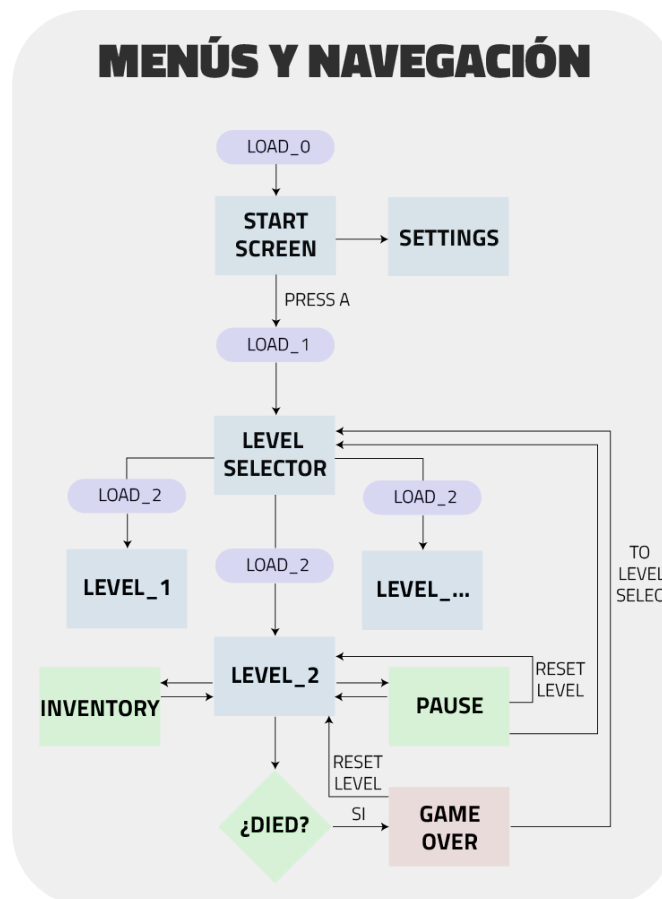 MENÚS Y NAVEGACIÓN
LOAD_0
START
SCREEN
SETTINGS
PRESS A
LOAD_1
LEVEL
SELECTOR
LOAD_2
LOAD_2
LOAD_2
LEVEL_1
LEVEL_...
TO
LEVEL
SELEC
LEVEL_2
INVENTORY
PAUSE
RESET
LEVEL
RESET
LEVEL
¿DIED?
SI
GAME
OVER